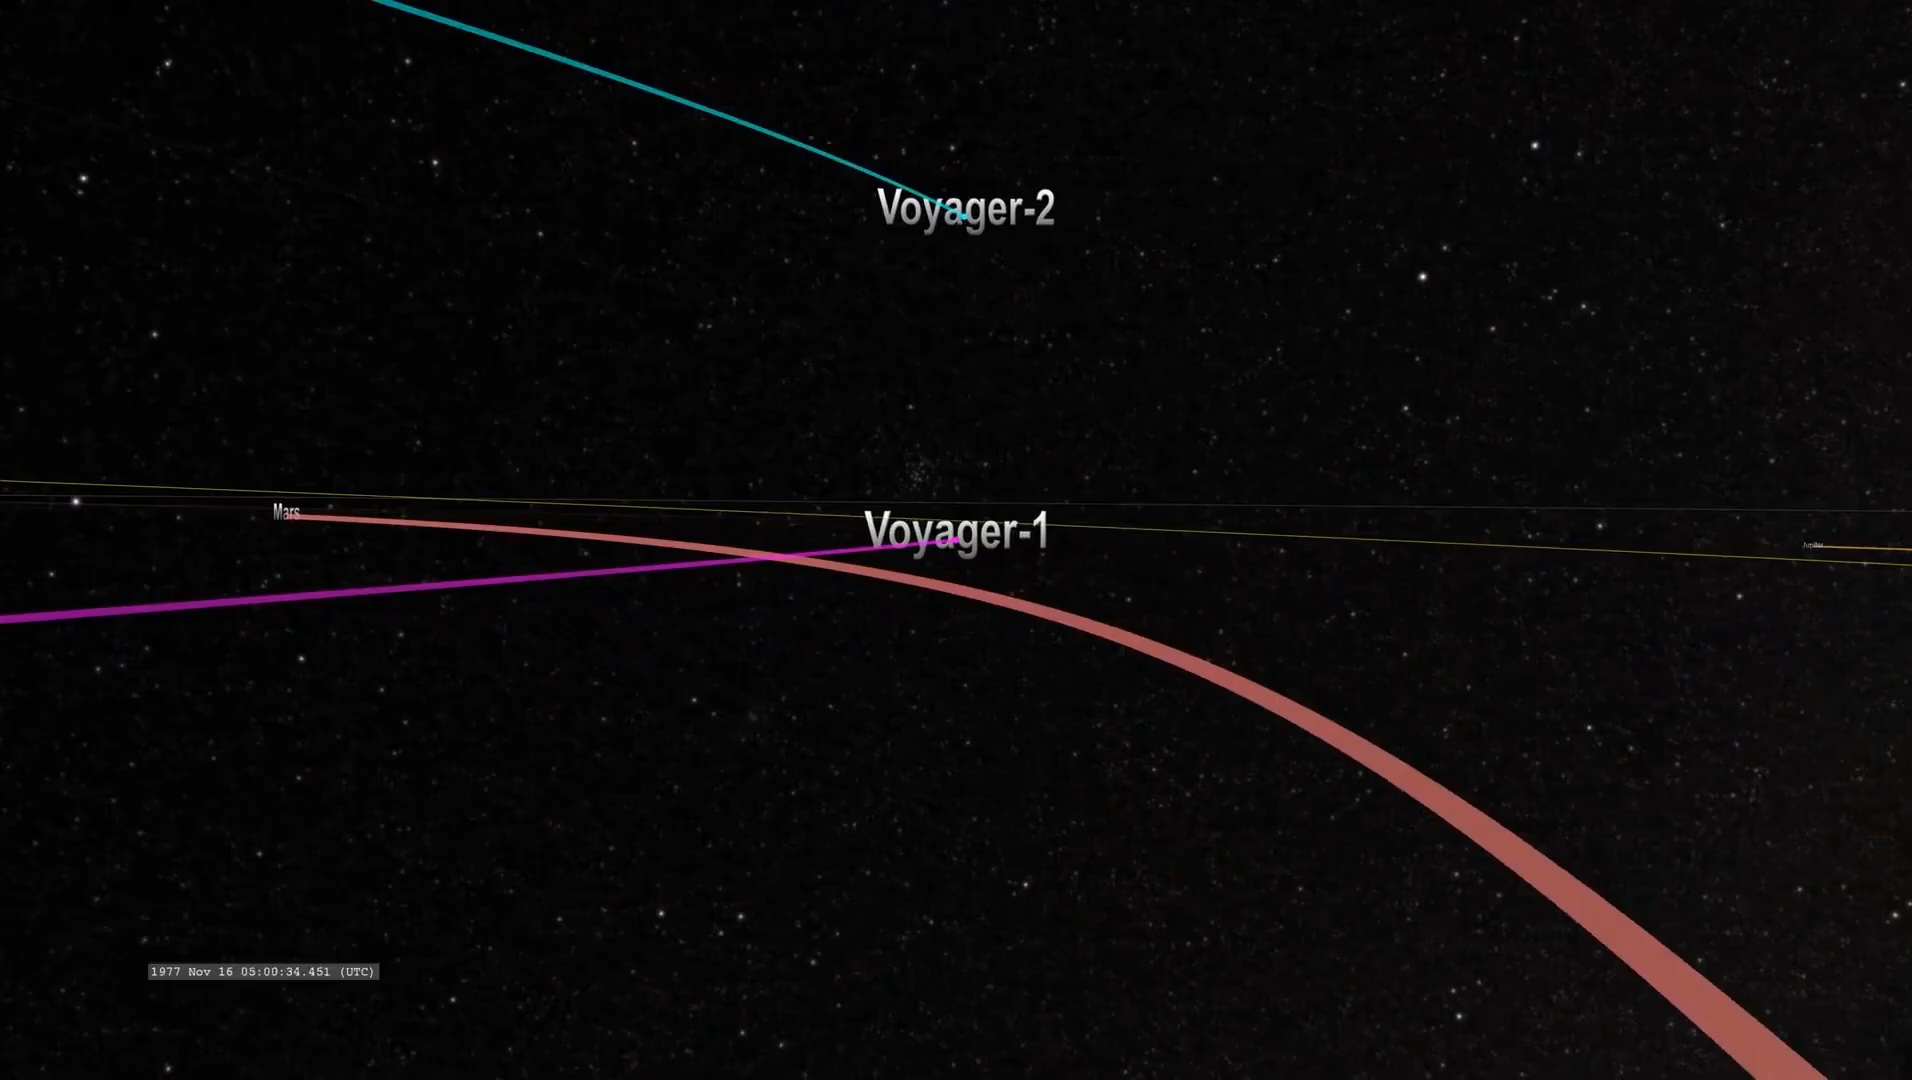 Voyager-2
Mars
Voyager-1
Jupiter
1977 Nov 16 05:00:34.451 (UTC)